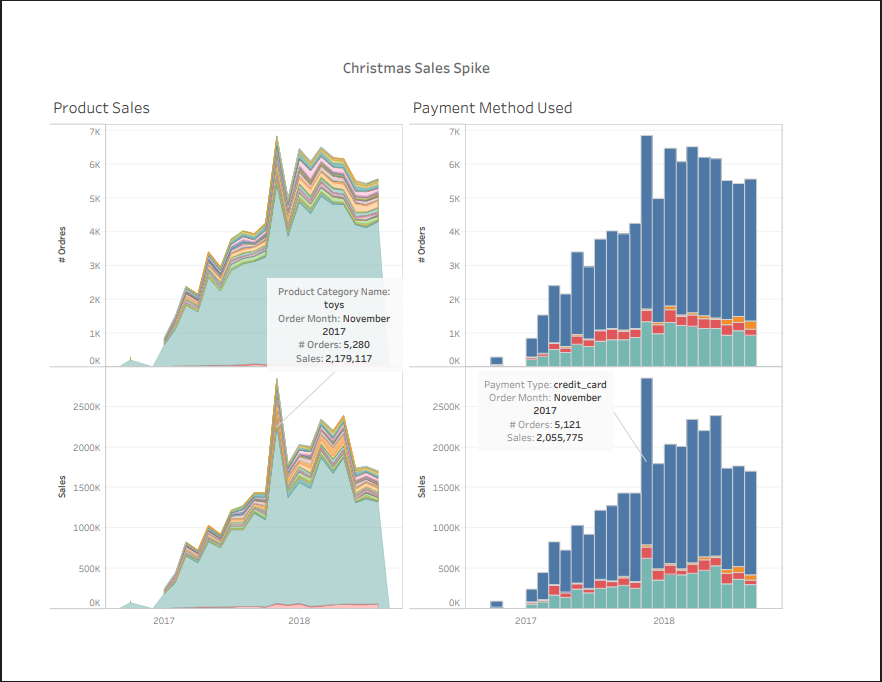 Christmas Sales Spike
Product Sales
Payment Method Used
7K
6K
5K
4K
3K
2K
1K
0K
# Ordres
Product Category Name:
toys
Order Month: November
2017
# Orders: 5,280
Sales: 2,179,117
2500K
2000K
1500K
1000K
500K
0K
Sales
2017
2018
7K
6K
5K
4K
3K
2K
1K
0K
# Orders
Payment Type: credit_card
Order Month: November
2017
# Orders: 5,121
Sales: 2,055,775
2500K
2000K
1500K
1000K
500K
0K
Sales
2017
2018